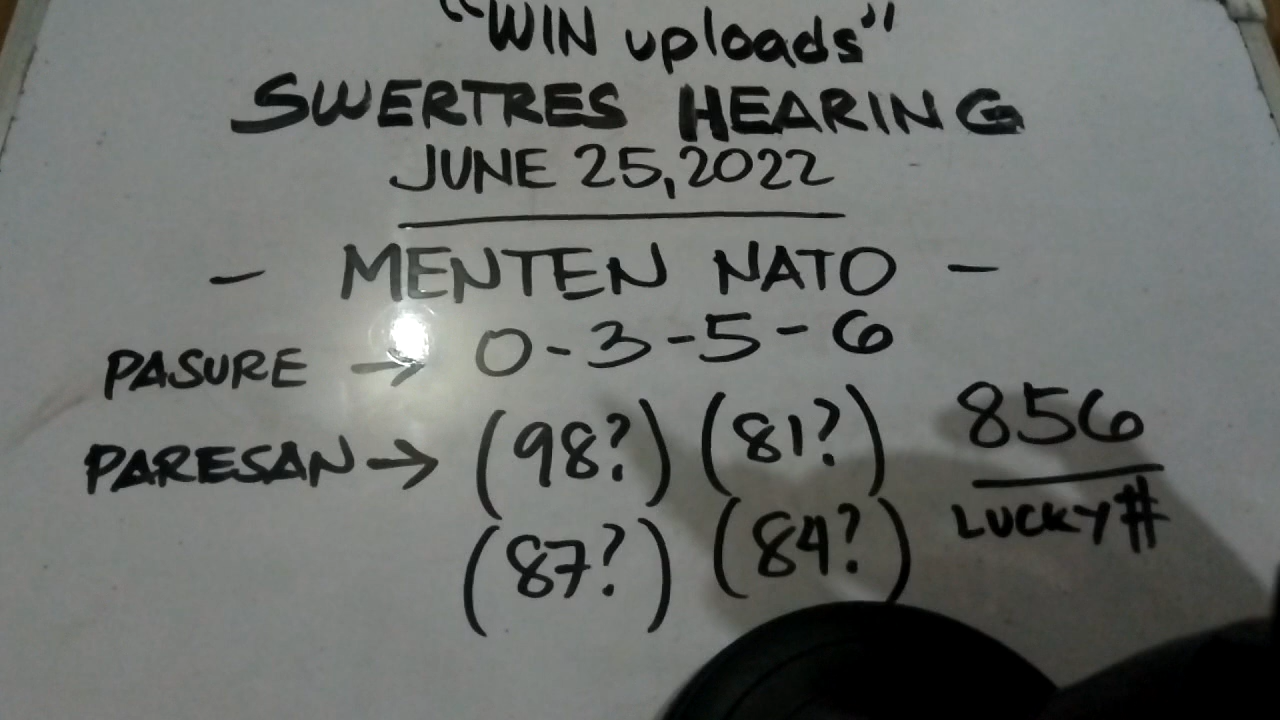 "WIN uploads"
SWERTRES HEARING
JUNE 25,2022
- MENTEN NATO -
PASURE → 0-3-5-6
PARESAN → (98?) (81?)
(87?) (84?)
856
LUCKY#